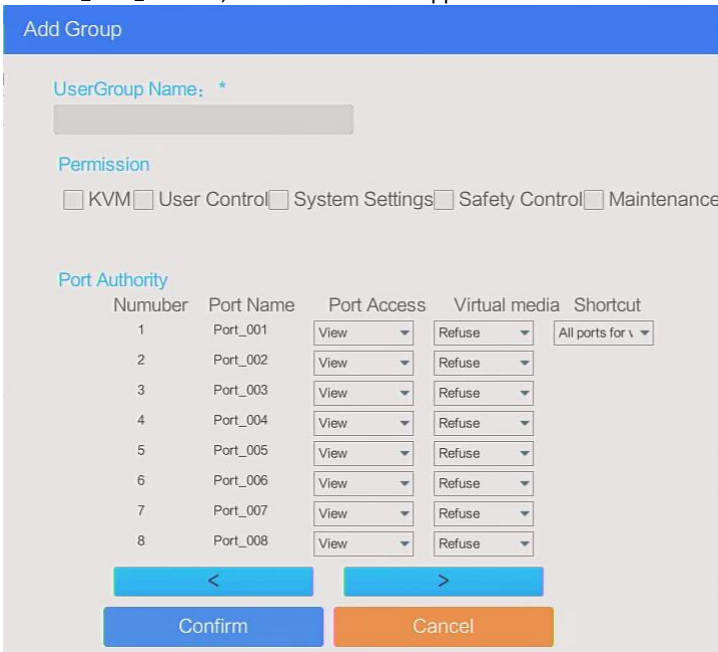 Add Group
UserGroup Name: *
Permission
KVM User Control System Settings Safety Control Maintenance
Port Authority
Numuber Port Name Port Access Virtual media Shortcut
1 Port_001 View Refuse All ports for
2 Port_002 View Refuse
3 Port_003 View Refuse
4 Port_004 View Refuse
5 Port_005 View Refuse
6 Port_006 View Refuse
7 Port_007 View Refuse
8 Port_008 View Refuse
< >
Confirm Cancel